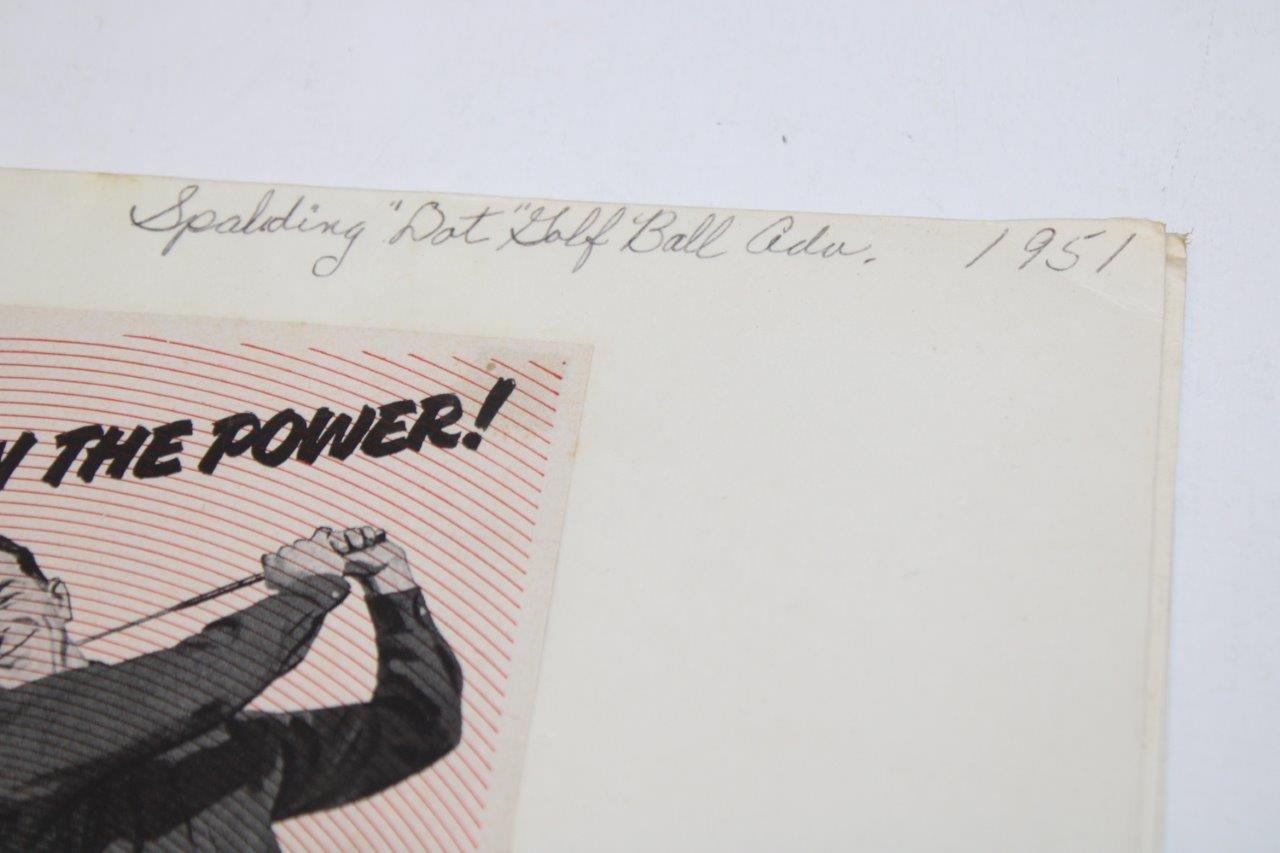 Spalding "Dot" Golf Ball Adv. 1951
THE POWER!